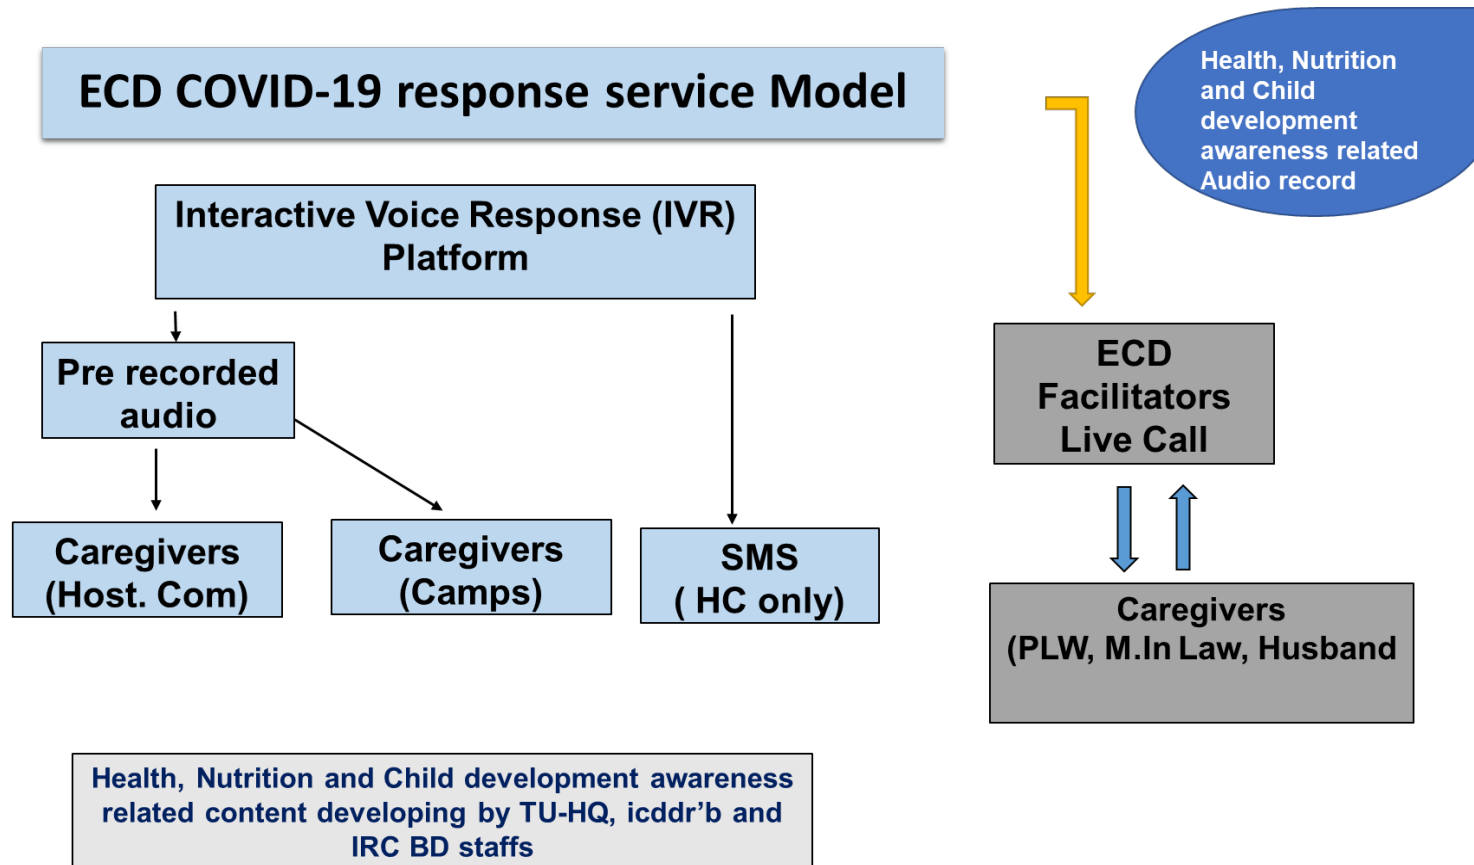 ECD COVID-19 response service Model
Health, Nutrition
and Child
development
awareness related
Audio record
Interactive Voice Response (IVR)
Platform
Pre recorded
audio
ECD
Facilitators
Live Call
Caregivers
(Host. Com)
Caregivers
(Camps)
SMS
( HC only)
Caregivers
(PLW, M.In Law, Husband
Health, Nutrition and Child development awareness
related content developing by TU-HQ, icddr’b and
IRC BD staffs